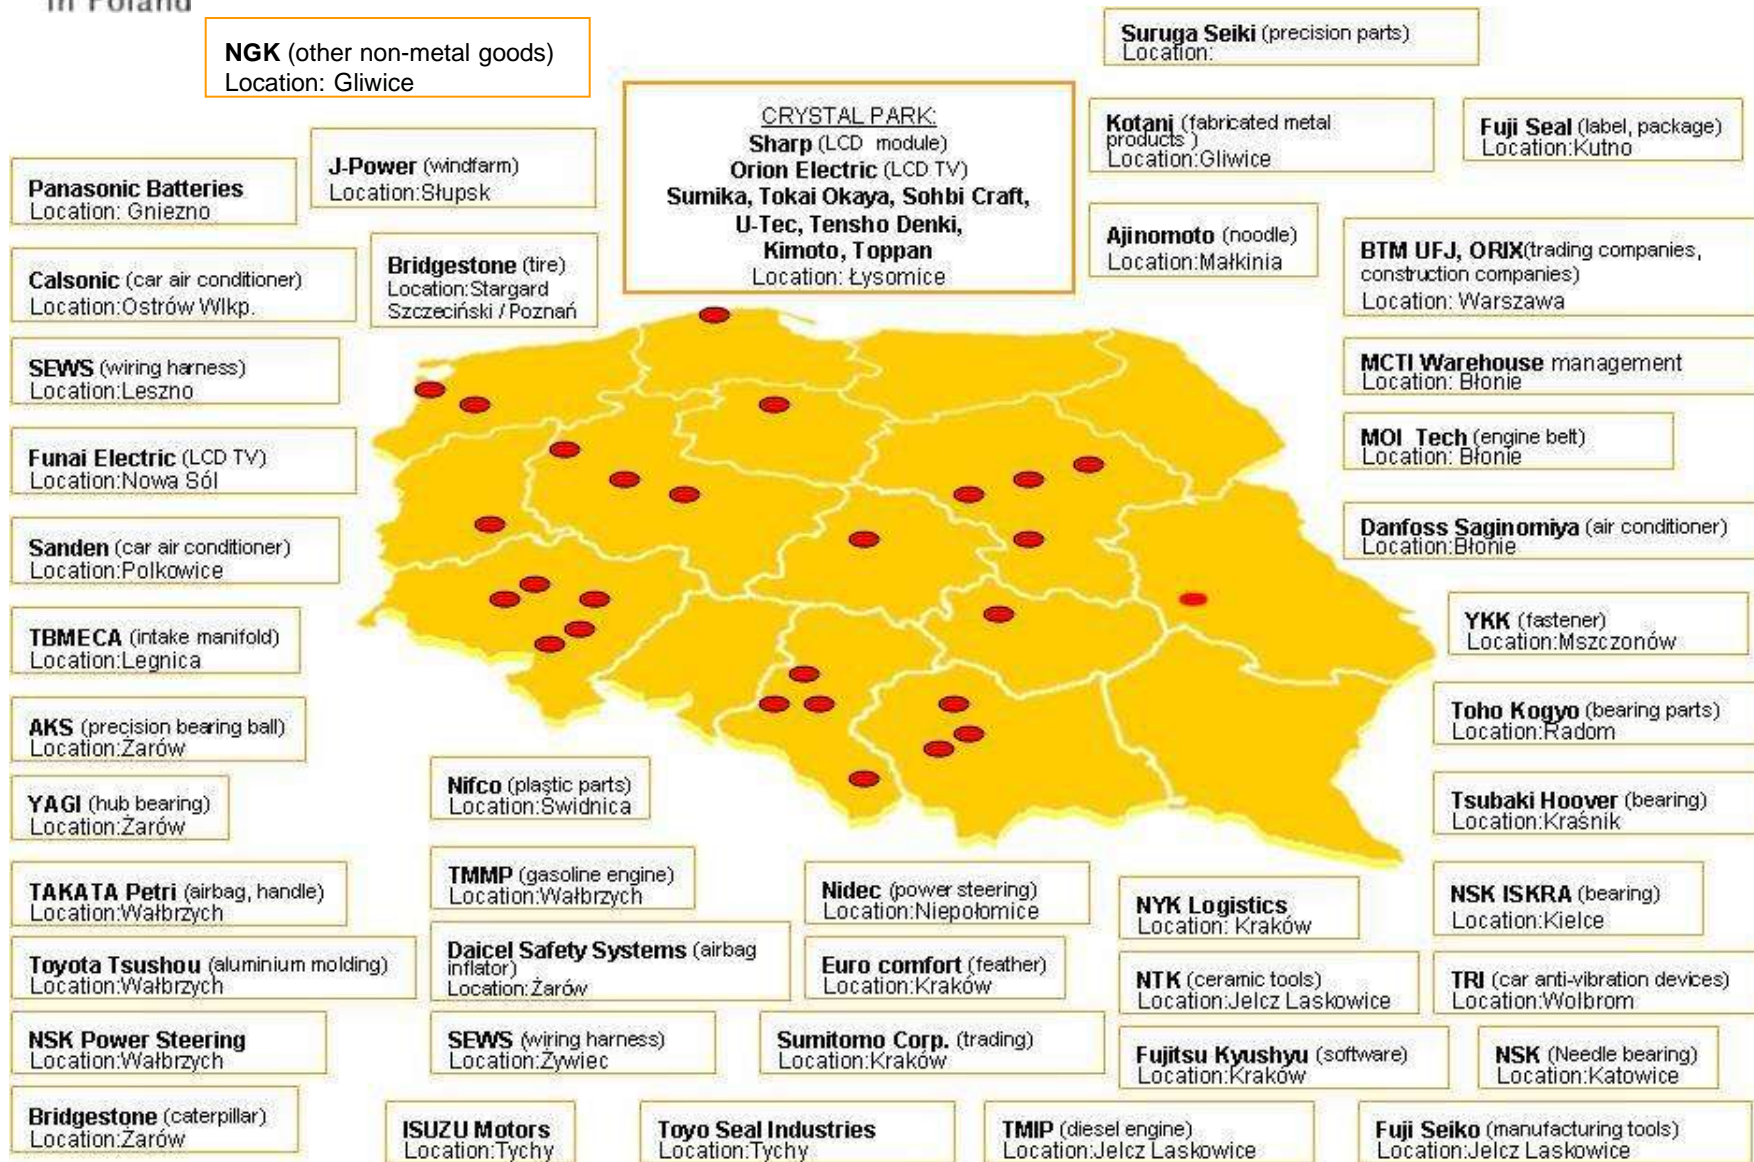 in Poland
NGK (other non-metal goods)
Location: Gliwice
Suruga Seiki (precision parts)
Location:
CRYSTAL PARK:
Sharp (LCD module)
Orion Electric (LCD TV)
Sumika, Tokai Okaya, Sohbi Craft,
U-Tec, Tensho Denki,
Kimoto, Toppan
Location: Łysomice
Kotani (fabricated metal
products )
Location:Gliwice
Fuji Seal (label, package)
Location:Kutno
J-Power (windfarm)
Location:Słupsk
Panasonic Batteries
Location: Gniezno
Ajinomoto (noodle)
Location:Małkinia
BTM UFJ, ORIX(trading companies,
construction companies)
Location: Warszawa
Calsonic (car air conditioner)
Location:Ostrów Wlkp.
Bridgestone (tire)
Location:Stargard
Szczeciński / Poznań
SEWS (wiring harness)
Location:Leszno
MCTI Warehouse management
Location: Błonie
Funai Electric (LCD TV)
Location:Nowa Sól
MOI Tech (engine belt)
Location: Błonie
Sanden (car air conditioner)
Location:Polkowice
Danfoss Saginomiya (air conditioner)
Location:Błonie
TBMECA (intake manifold)
Location:Legnica
YKK (fastener)
Location:Mszczonów
AKS (precision bearing ball)
Location:Żarów
Toho Kogyo (bearing parts)
Location:Radom
YAGI (hub bearing)
Location:Żarów
Nifco (plastic parts)
Location:Świdnica
Tsubaki Hoover (bearing)
Location:Kraśnik
TAKATA Petri (airbag, handle)
Location:Wałbrzych
TMMP (gasoline engine)
Location:Wałbrzych
Nidec (power steering)
Location:Niepołomice
NYK Logistics
Location: Kraków
NSK ISKRA (bearing)
Location:Kielce
Toyota Tsushou (aluminium molding)
Location:Wałbrzych
Daicel Safety Systems (airbag
inflator)
Location:Żarów
Euro comfort (feather)
Location:Kraków
NTK (ceramic tools)
Location:Jelcz Laskowice
TRI (car anti-vibration devices)
Location:Wolbrom
NSK Power Steering
Location:Wałbrzych
SEWS (wiring harness)
Location:Żywiec
Sumitomo Corp. (trading)
Location:Kraków
Fujitsu Kyushyu (software)
Location:Kraków
NSK (Needle bearing)
Location:Katowice
Bridgestone (caterpillar)
Location:Żarów
ISUZU Motors
Location:Tychy
Toyo Seal Industries
Location:Tychy
TMIP (diesel engine)
Location:Jelcz Laskowice
Fuji Seiko (manufacturing tools)
Location:Jelcz Laskowice